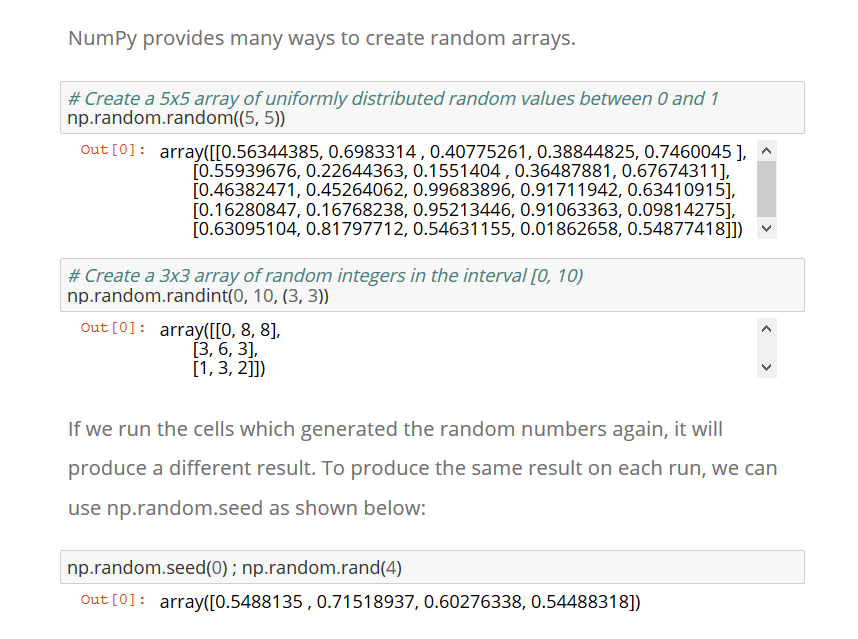 NumPy provides many ways to create random arrays.
# Create a 5x5 array of uniformly distributed random values between 0 and 1
np.random.random((5, 5))
Out[0]: array([[0.56344385, 0.6983314 , 0.40775261, 0.38844825, 0.7460045 ],
[0.55939676, 0.22644363, 0.1551404 , 0.36487881, 0.67674311],
[0.46382471, 0.45264062, 0.99683896, 0.91711942, 0.63410915],
[0.16280847, 0.16768238, 0.95213446, 0.91063363, 0.09814275],
[0.63095104, 0.81797712, 0.54631155, 0.01862658, 0.54877418]])
# Create a 3x3 array of random integers in the interval [0, 10)
np.random.randint(0, 10, (3, 3))
Out[0]: array([[0, 8, 8],
[3, 6, 3],
[1, 3, 2]])
If we run the cells which generated the random numbers again, it will
produce a different result. To produce the same result on each run, we can
use np.random.seed as shown below:
np.random.seed(0) ; np.random.rand(4)
Out[0]: array([0.5488135 , 0.71518937, 0.60276338, 0.54488318])